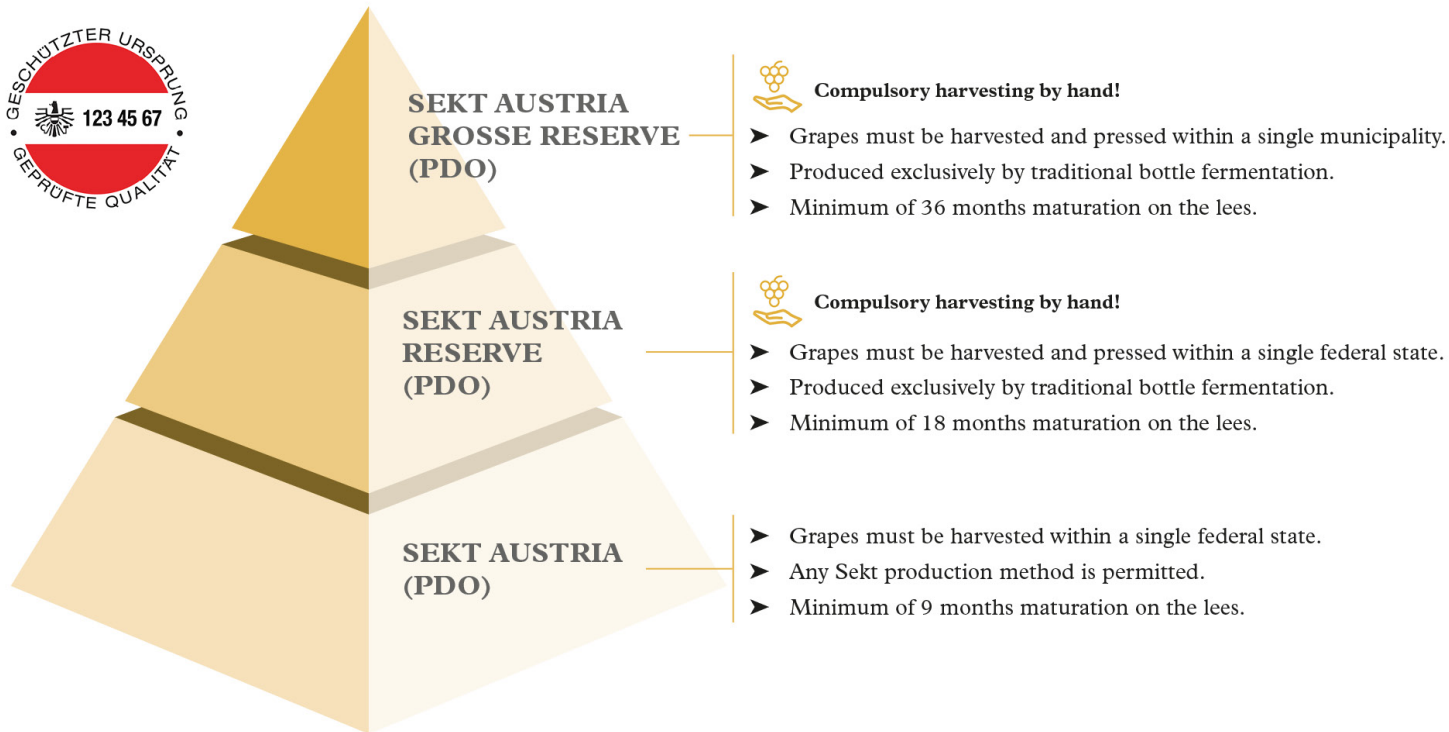 GESCHÜTZTER URSPRUNG
123 45 67
GEPRÜFTE QUALITÄT
SEKT AUSTRIA
GROSSE RESERVE
(PDO)
Compulsory harvesting by hand!
➤ Grapes must be harvested and pressed within a single municipality.
➤ Produced exclusively by traditional bottle fermentation.
➤ Minimum of 36 months maturation on the lees.
SEKT AUSTRIA
RESERVE
(PDO)
Compulsory harvesting by hand!
➤ Grapes must be harvested and pressed within a single federal state.
➤ Produced exclusively by traditional bottle fermentation.
➤ Minimum of 18 months maturation on the lees.
SEKT AUSTRIA
(PDO)
➤ Grapes must be harvested within a single federal state.
➤ Any Sekt production method is permitted.
➤ Minimum of 9 months maturation on the lees.